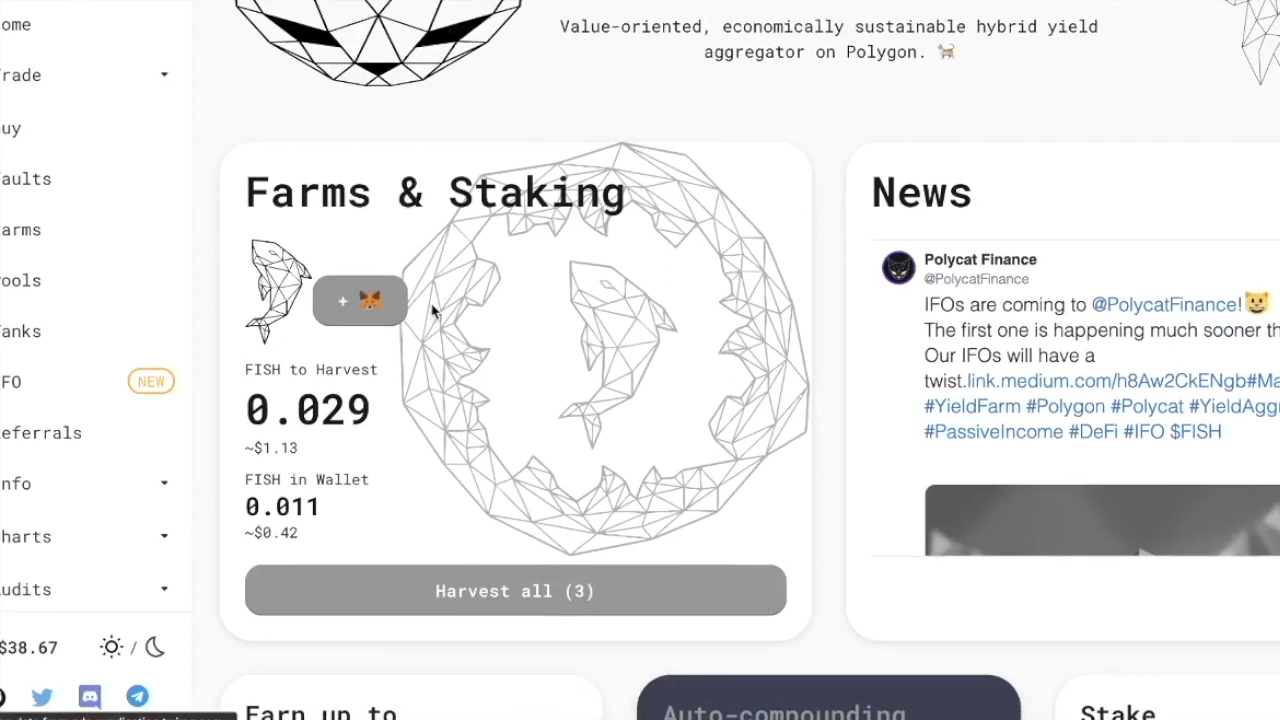 Value-oriented, economically sustainable hybrid yield
aggregator on Polygon. 🐈
ome
rade
uy
aults
arms
ools
anks
FO
NEW
eferrals
nfo
harts
udits
$38.67
/
Farms & Staking
+ 🦊
FISH to Harvest
0.029
~$1.13
FISH in Wallet
0.011
~$0.42
Harvest all (3)
News
Polycat Finance
@PolycatFinance
IFOs are coming to @PolycatFinance!😺
The first one is happening much sooner th
Our IFOs will have a
twist.link.medium.com/h8Aw2CkENgb#Ma
#YieldFarm #Polygon #Polycat #YieldAgg
#PassiveIncome #DeFi #IFO $FISH
Earn up to
Auto-compounding
Stake